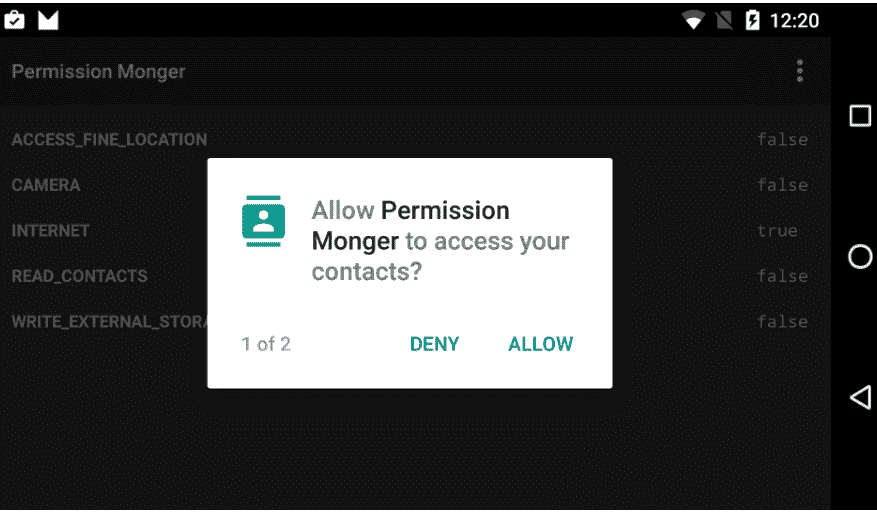 12:20
Permission Monger
ACCESS_FINE_LOCATION false
CAMERA false
INTERNET true
READ_CONTACTS false
WRITE_EXTERNAL_STORA false
Allow Permission
Monger to access your
contacts?
1 of 2 DENY ALLOW